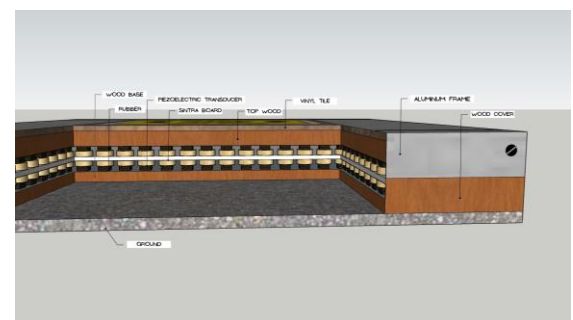 WOOD BASE
RUBBER
PIEZOELECTRIC TRANSDUCER
SINTRA BOARD
TOP WOOD
VINYL TILE
ALUMINUM FRAME
WOOD COVER
GROUND